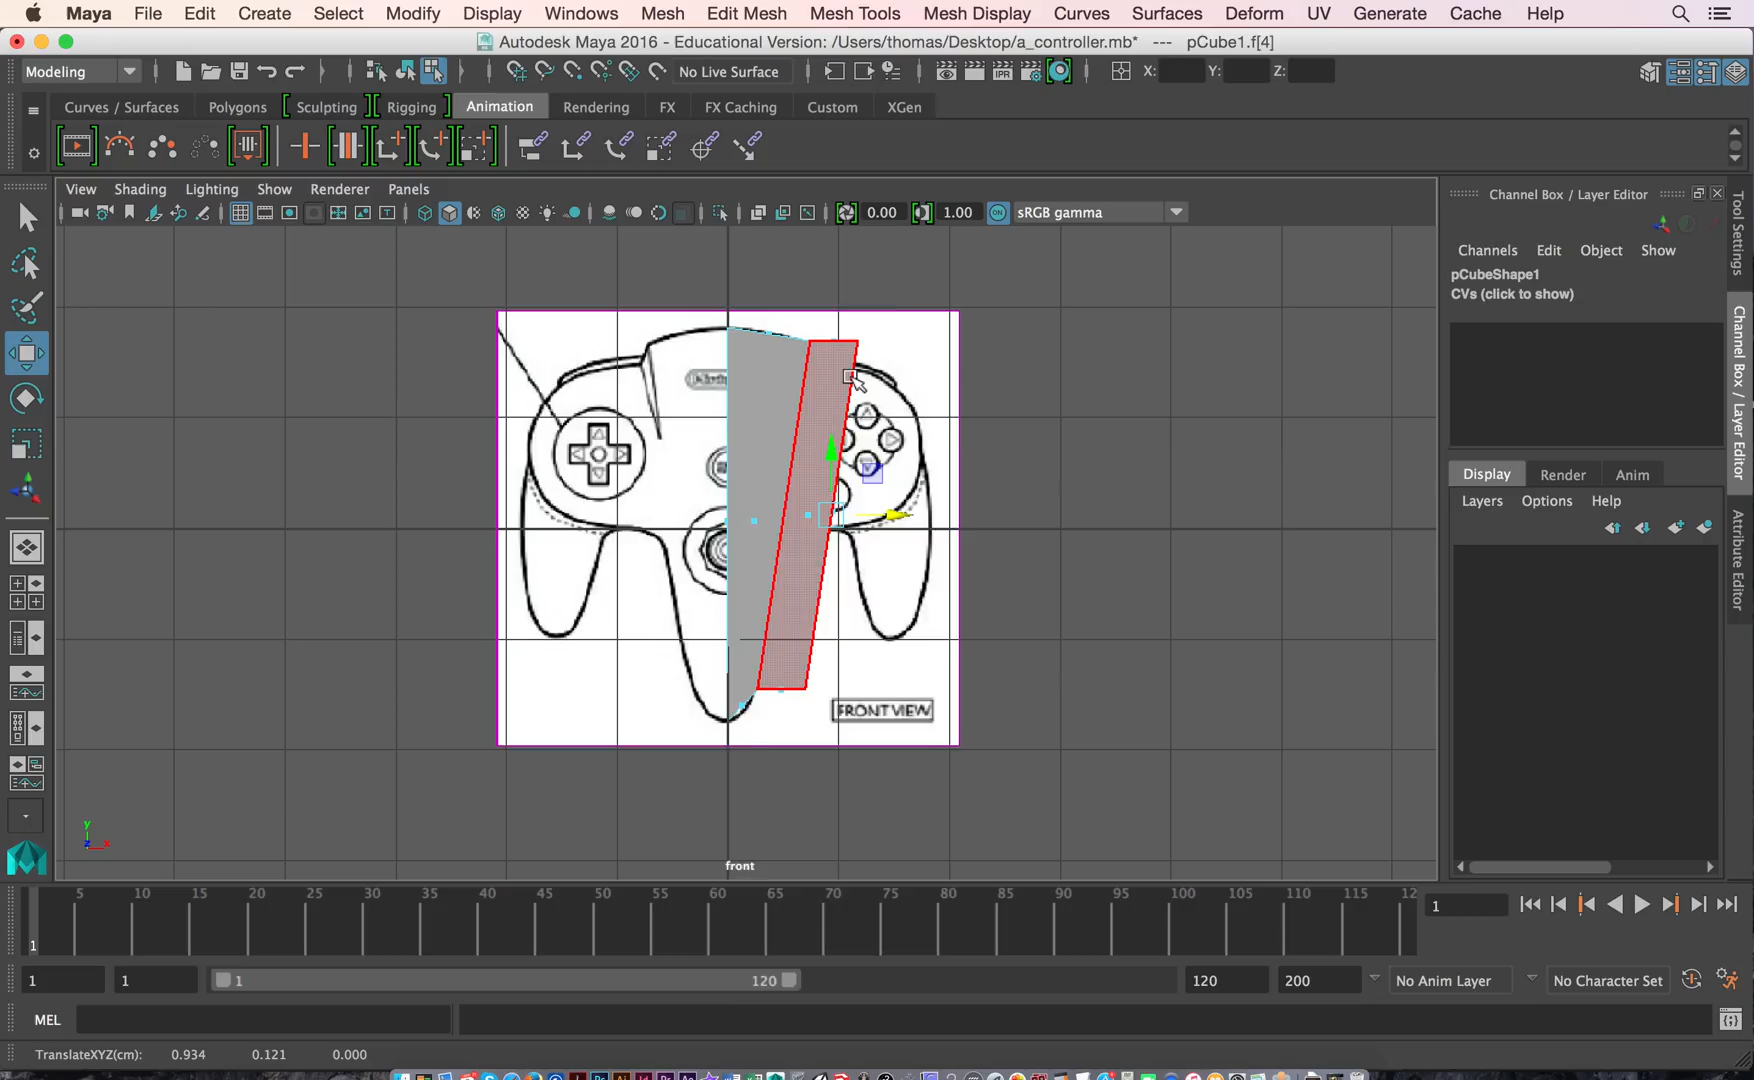 Maya File Edit Create Select Modify Display Windows Mesh Edit Mesh Mesh Tools Mesh Display Curves Surfaces Deform UV Generate Cache Help
Autodesk Maya 2016 - Educational Version: /Users/thomas/Desktop/a_controller.mb* --- pCube1.f[4]
Modeling No Live Surface X: Y: Z:
Curves / Surfaces Polygons Sculpting Rigging Animation Rendering FX FX Caching Custom XGen
View Shading Lighting Show Renderer Panels
0.00 1.00 ON sRGB gamma
Channel Box / Layer Editor
Channels Edit Object Show
pCubeShape1
CVs (click to show)
Display Render Anim
Layers Options Help
Tool Settings
Channel Box / Layer Editor
Attribute Editor
FRONT VIEW
y
z x
front
5 10 15 20 25 30 35 40 45 50 55 60 65 70 75 80 85 90 95 100 105 110 115 12
1
1
1 1 1 120 120 200 No Anim Layer No Character Set
MEL
TranslateXYZ(cm): 0.934 0.121 0.000